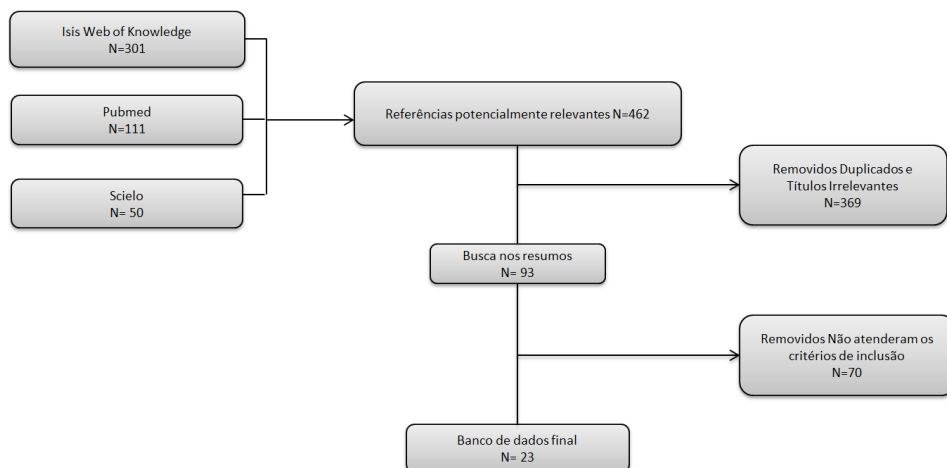 Isis Web of Knowledge
N=301
Pubmed
N=111
Scielo
N= 50
Referências potencialmente relevantes N=462
Removidos Duplicados e
Títulos Irrelevantes
N=369
Busca nos resumos
N= 93
Removidos Não atenderam os
critérios de inclusão
N=70
Banco de dados final
N= 23